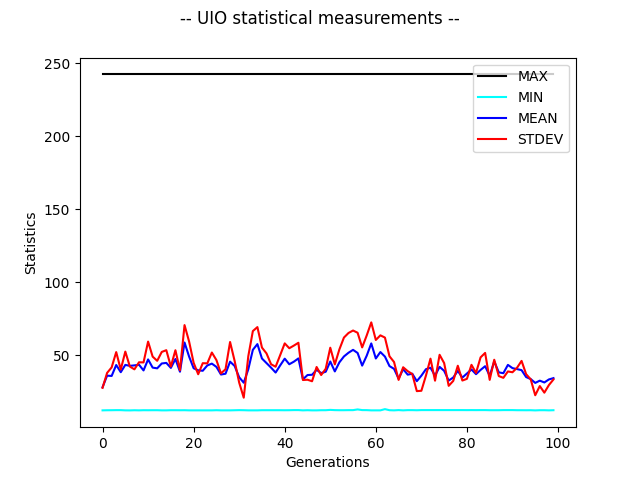 -- UIO statistical measurements --
250
200
150
100
50
Statistics
MAX
MIN
MEAN
STDEV
0
20
40
60
80
100
Generations